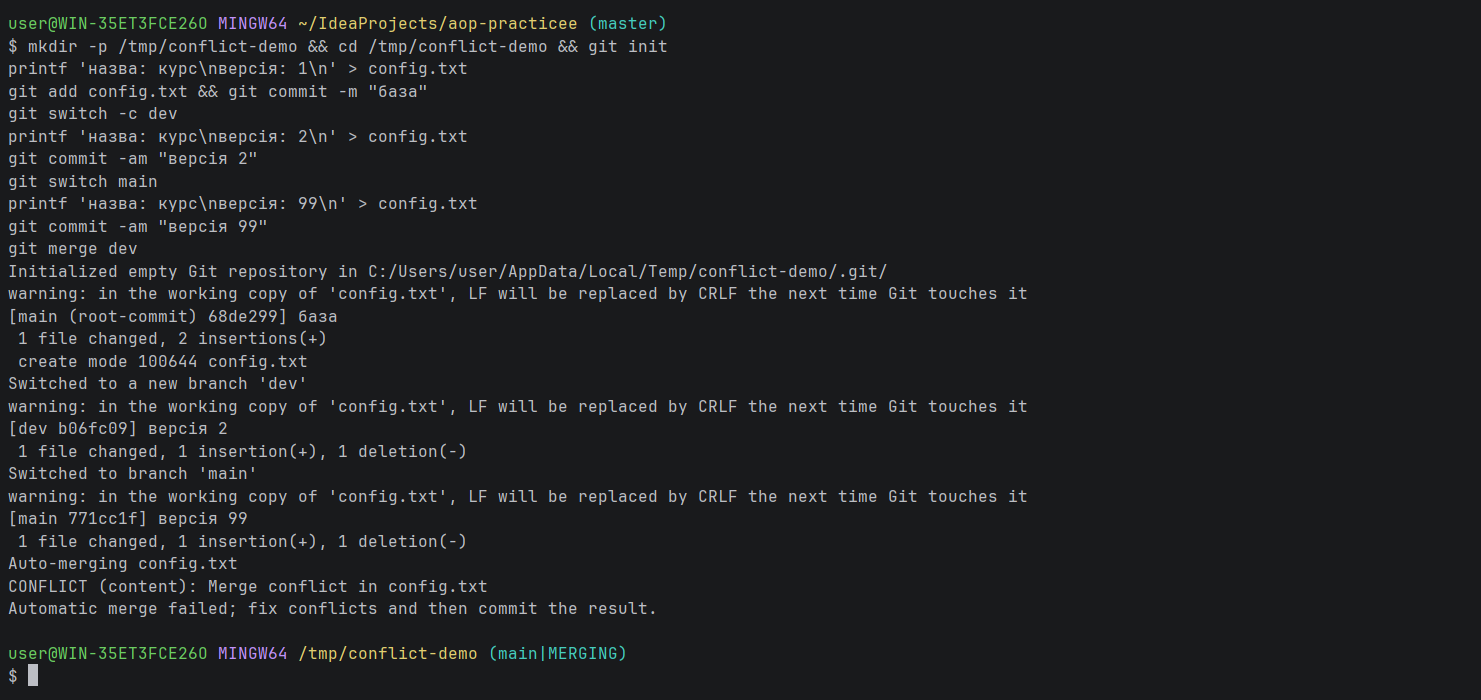 user@WIN-35ET3FCE26O MINGW64 ~/IdeaProjects/aop-practicee (master)
$ mkdir -p /tmp/conflict-demo && cd /tmp/conflict-demo && git init
printf 'назва: курс\nверсія: 1\n' > config.txt
git add config.txt && git commit -m "база"
git switch -c dev
printf 'назва: курс\nверсія: 2\n' > config.txt
git commit -am "версія 2"
git switch main
printf 'назва: курс\nверсія: 99\n' > config.txt
git commit -am "версія 99"
git merge dev
Initialized empty Git repository in C:/Users/user/AppData/Local/Temp/conflict-demo/.git/
warning: in the working copy of 'config.txt', LF will be replaced by CRLF the next time Git touches it
[main (root-commit) 68de299] база
 1 file changed, 2 insertions(+)
 create mode 100644 config.txt
Switched to a new branch 'dev'
warning: in the working copy of 'config.txt', LF will be replaced by CRLF the next time Git touches it
[dev b06fc09] версія 2
 1 file changed, 1 insertion(+), 1 deletion(-)
Switched to branch 'main'
warning: in the working copy of 'config.txt', LF will be replaced by CRLF the next time Git touches it
[main 771cc1f] версія 99
 1 file changed, 1 insertion(+), 1 deletion(-)
Auto-merging config.txt
CONFLICT (content): Merge conflict in config.txt
Automatic merge failed; fix conflicts and then commit the result.
user@WIN-35ET3FCE26O MINGW64 /tmp/conflict-demo (main|MERGING)
$